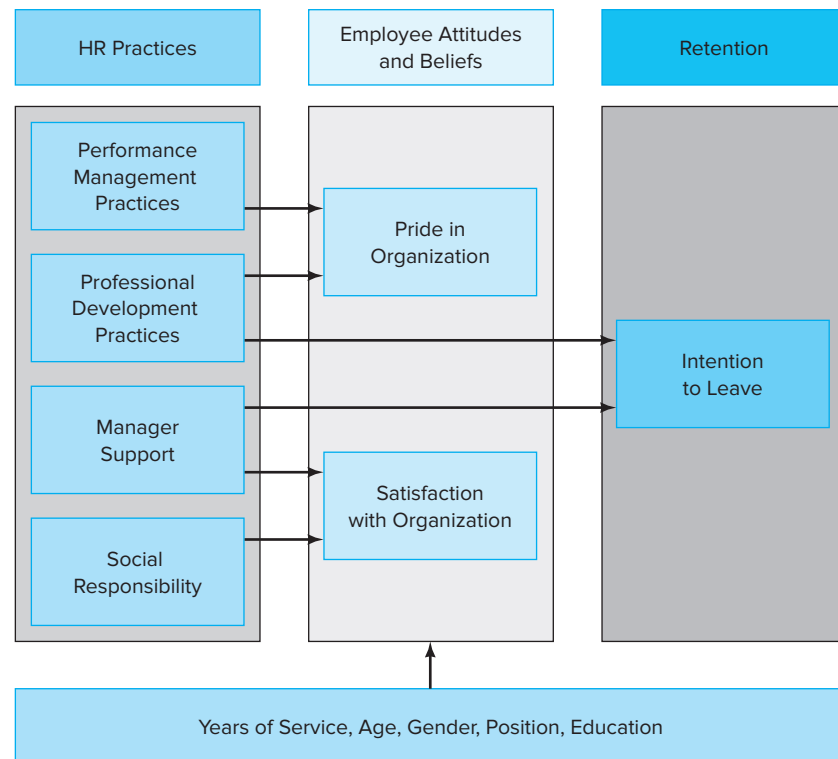 HR Practices
Employee Attitudes
and Beliefs
Retention
Performance
Management
Practices
Professional
Development
Practices
Manager
Support
Social
Responsibility
Pride in
Organization
Satisfaction
with Organization
Intention
to Leave
Years of Service, Age, Gender, Position, Education